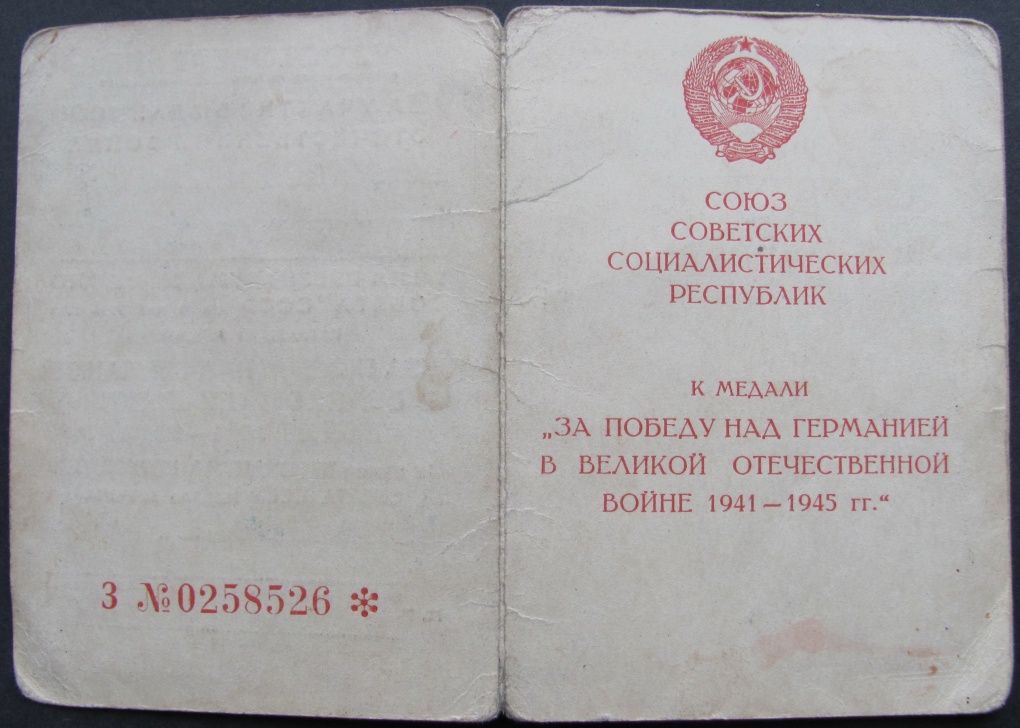 З №0258526 *
СОЮЗ
СОВЕТСКИХ
СОЦИАЛИСТИЧЕСКИХ
РЕСПУБЛИК
К МЕДАЛИ
„ЗА ПОБЕДУ НАД ГЕРМАНИЕЙ
В ВЕЛИКОЙ ОТЕЧЕСТВЕННОЙ
ВОЙНЕ 1941 — 1945 гг.“